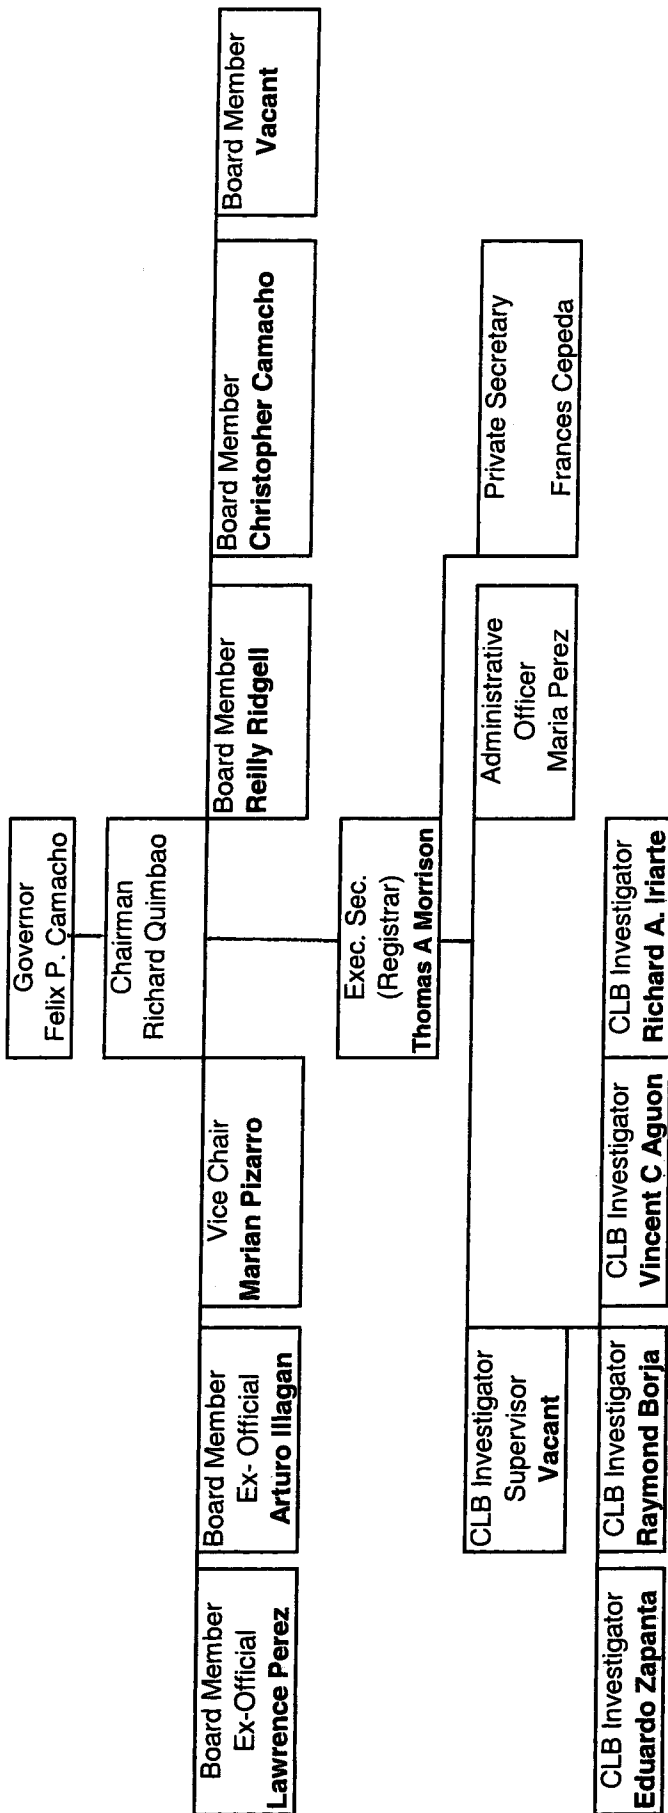 Governor
Felix P. Camacho
Chairman
Richard Quimbao
Board Member
Ex-Official
Lawrence Perez
Board Member
Ex- Official
Arturo Illagan
Vice Chair
Marian Pizarro
Board Member
Reilly Ridgell
Board Member
Christopher Camacho
Board Member
Vacant
Exec. Sec.
(Registrar)
Thomas A Morrison
CLB Investigator
Supervisor
Vacant
Administrative
Officer
Maria Perez
Private Secretary
Frances Cepeda
CLB Investigator
Eduardo Zapanta
CLB Investigator
Raymond Borja
CLB Investigator
Vincent C Aguon
CLB Investigator
Richard A. Iriarte